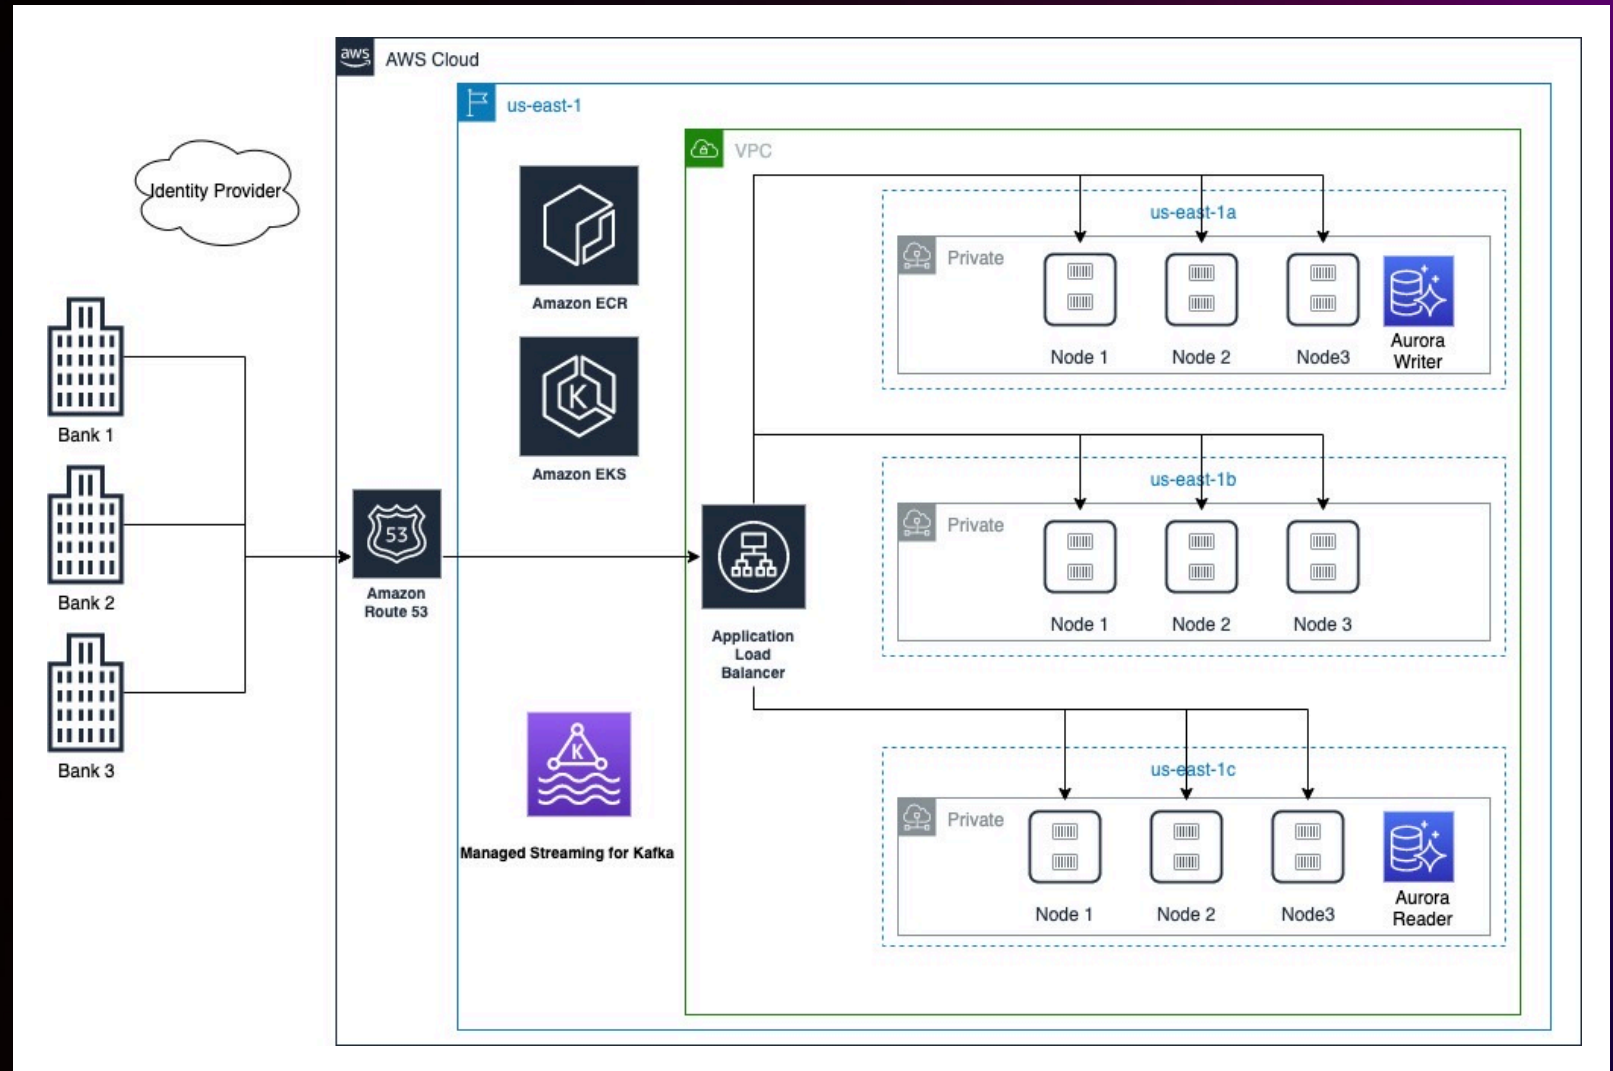 aws
AWS Cloud
us-east-1
VPC
Identity Provider
Amazon ECR
Amazon EKS
Bank 1
Bank 2
Bank 3
53
Amazon
Route 53
K
K
Managed Streaming for Kafka
Application
Load
Balancer
us-east-1a
Private
Node 1
Node 2
Node3
Aurora
Writer
us-east-1b
Private
Node 1
Node 2
Node 3
us-east-1c
Private
Node 1
Node 2
Node3
Aurora
Reader